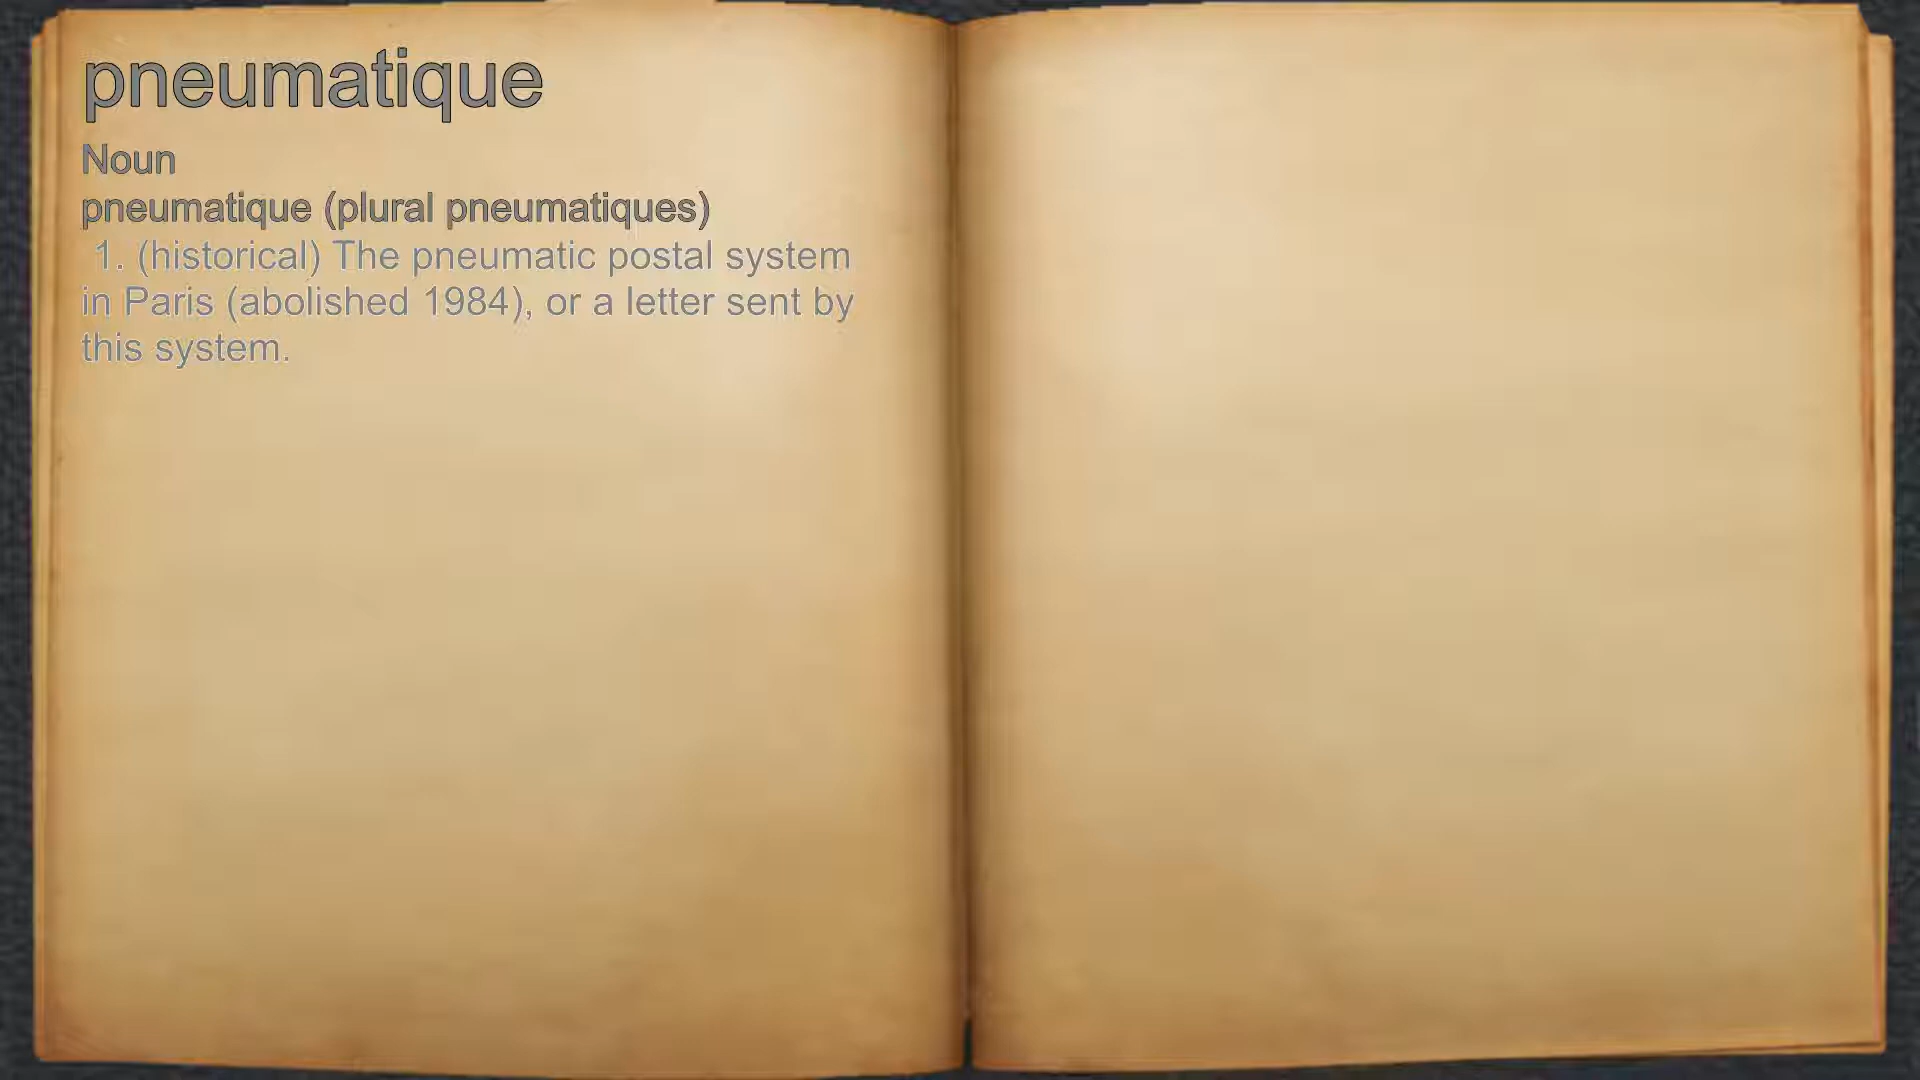 pneumatique
Noun
pneumatique (plural pneumatiques)
1. (historical) The pneumatic postal system
in Paris (abolished 1984), or a letter sent by
this system.